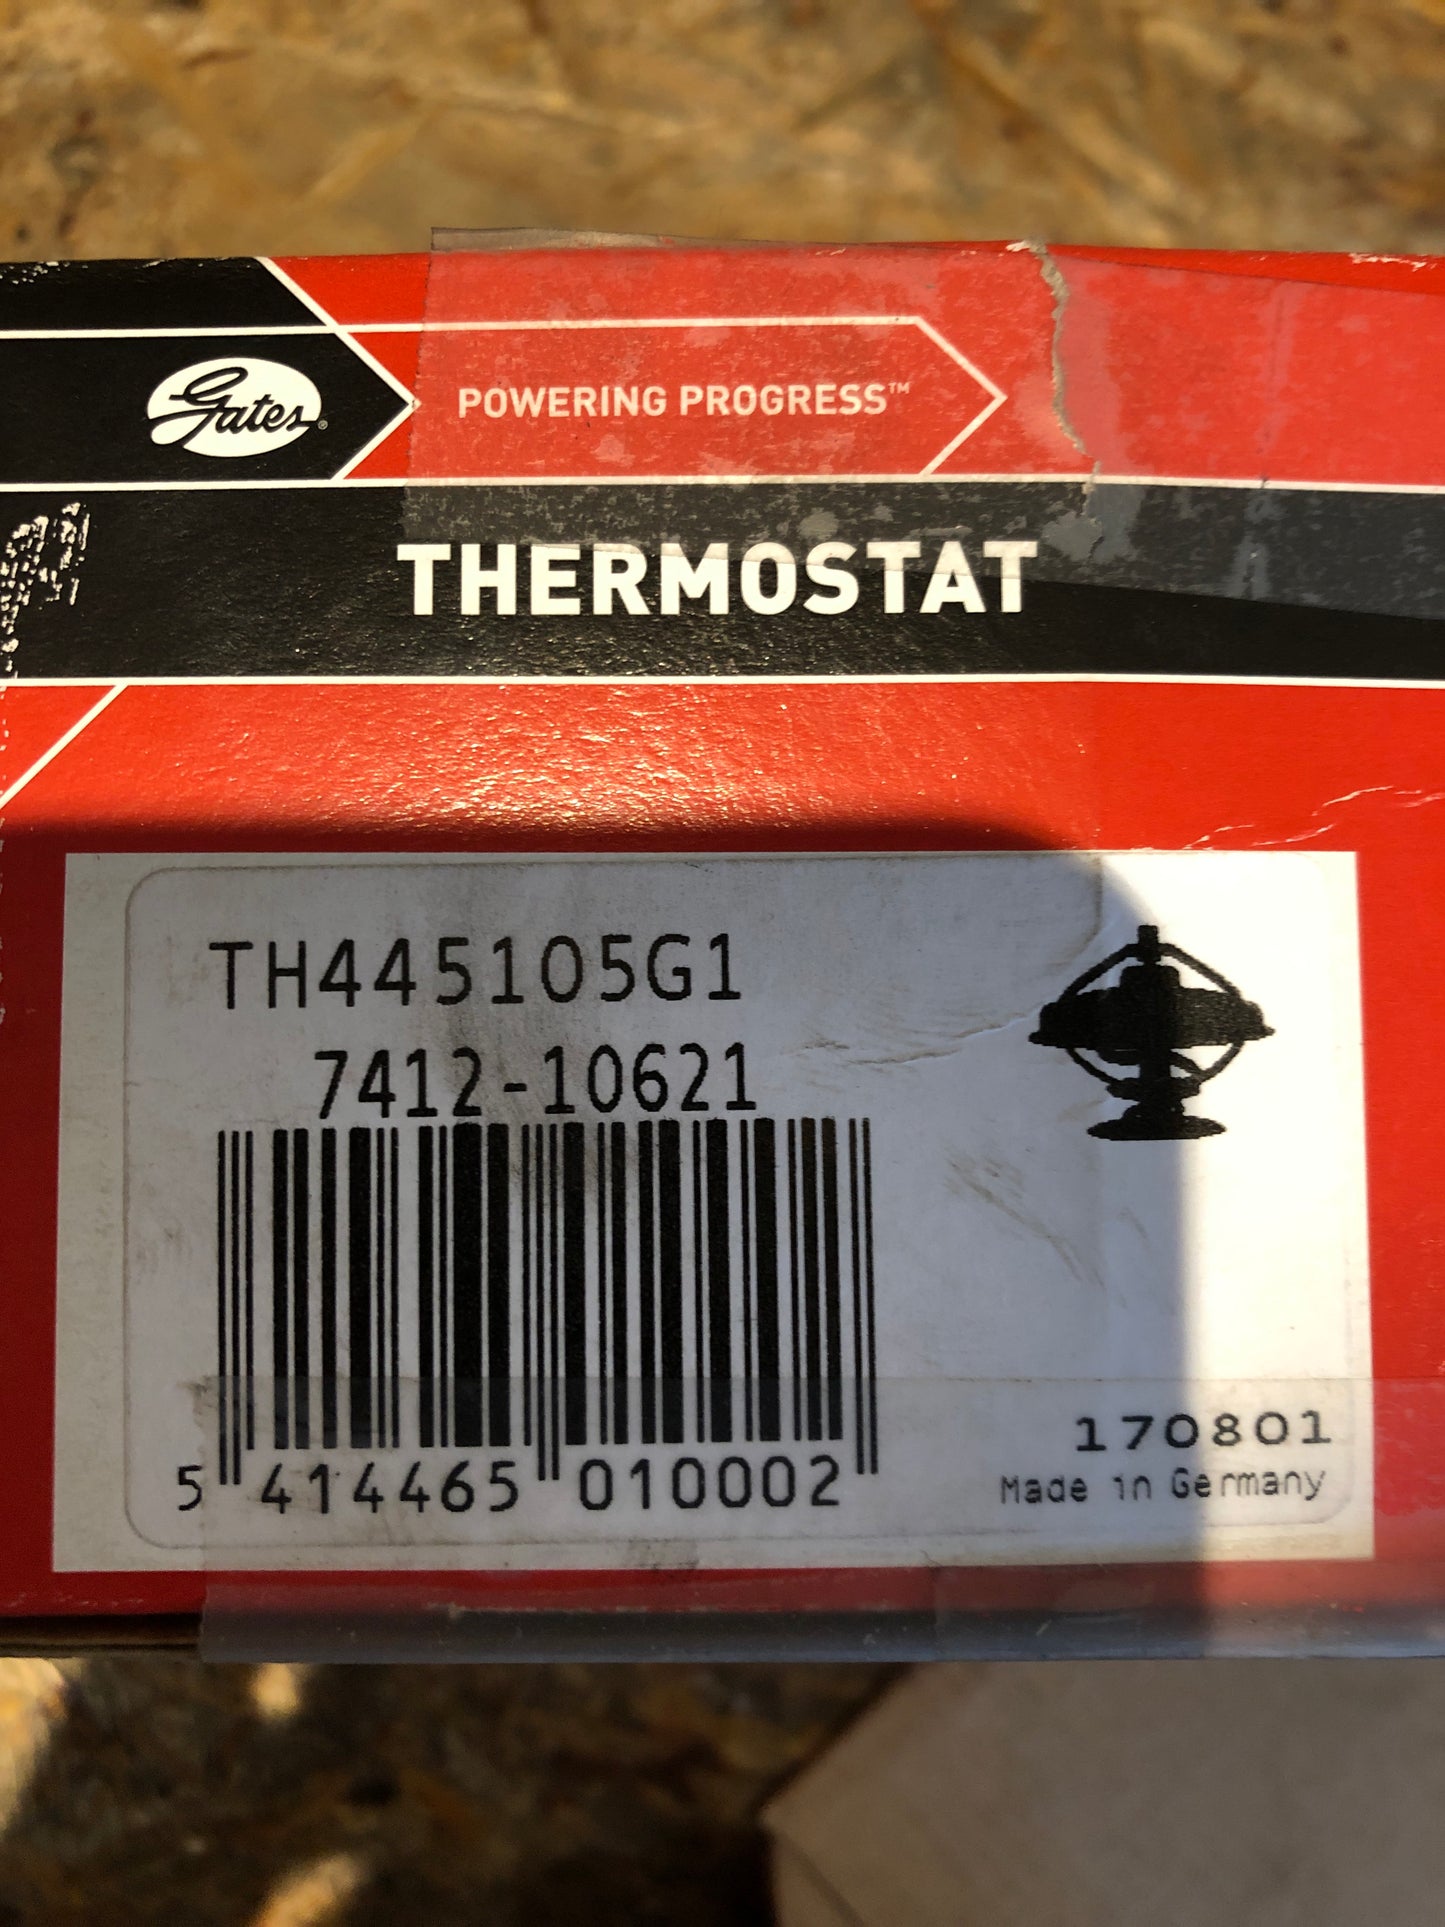 Gates®
POWERING PROGRESS™
THERMOSTAT
TH445105G1
7412-10621
5 414465 010002
170801
Made in Germany